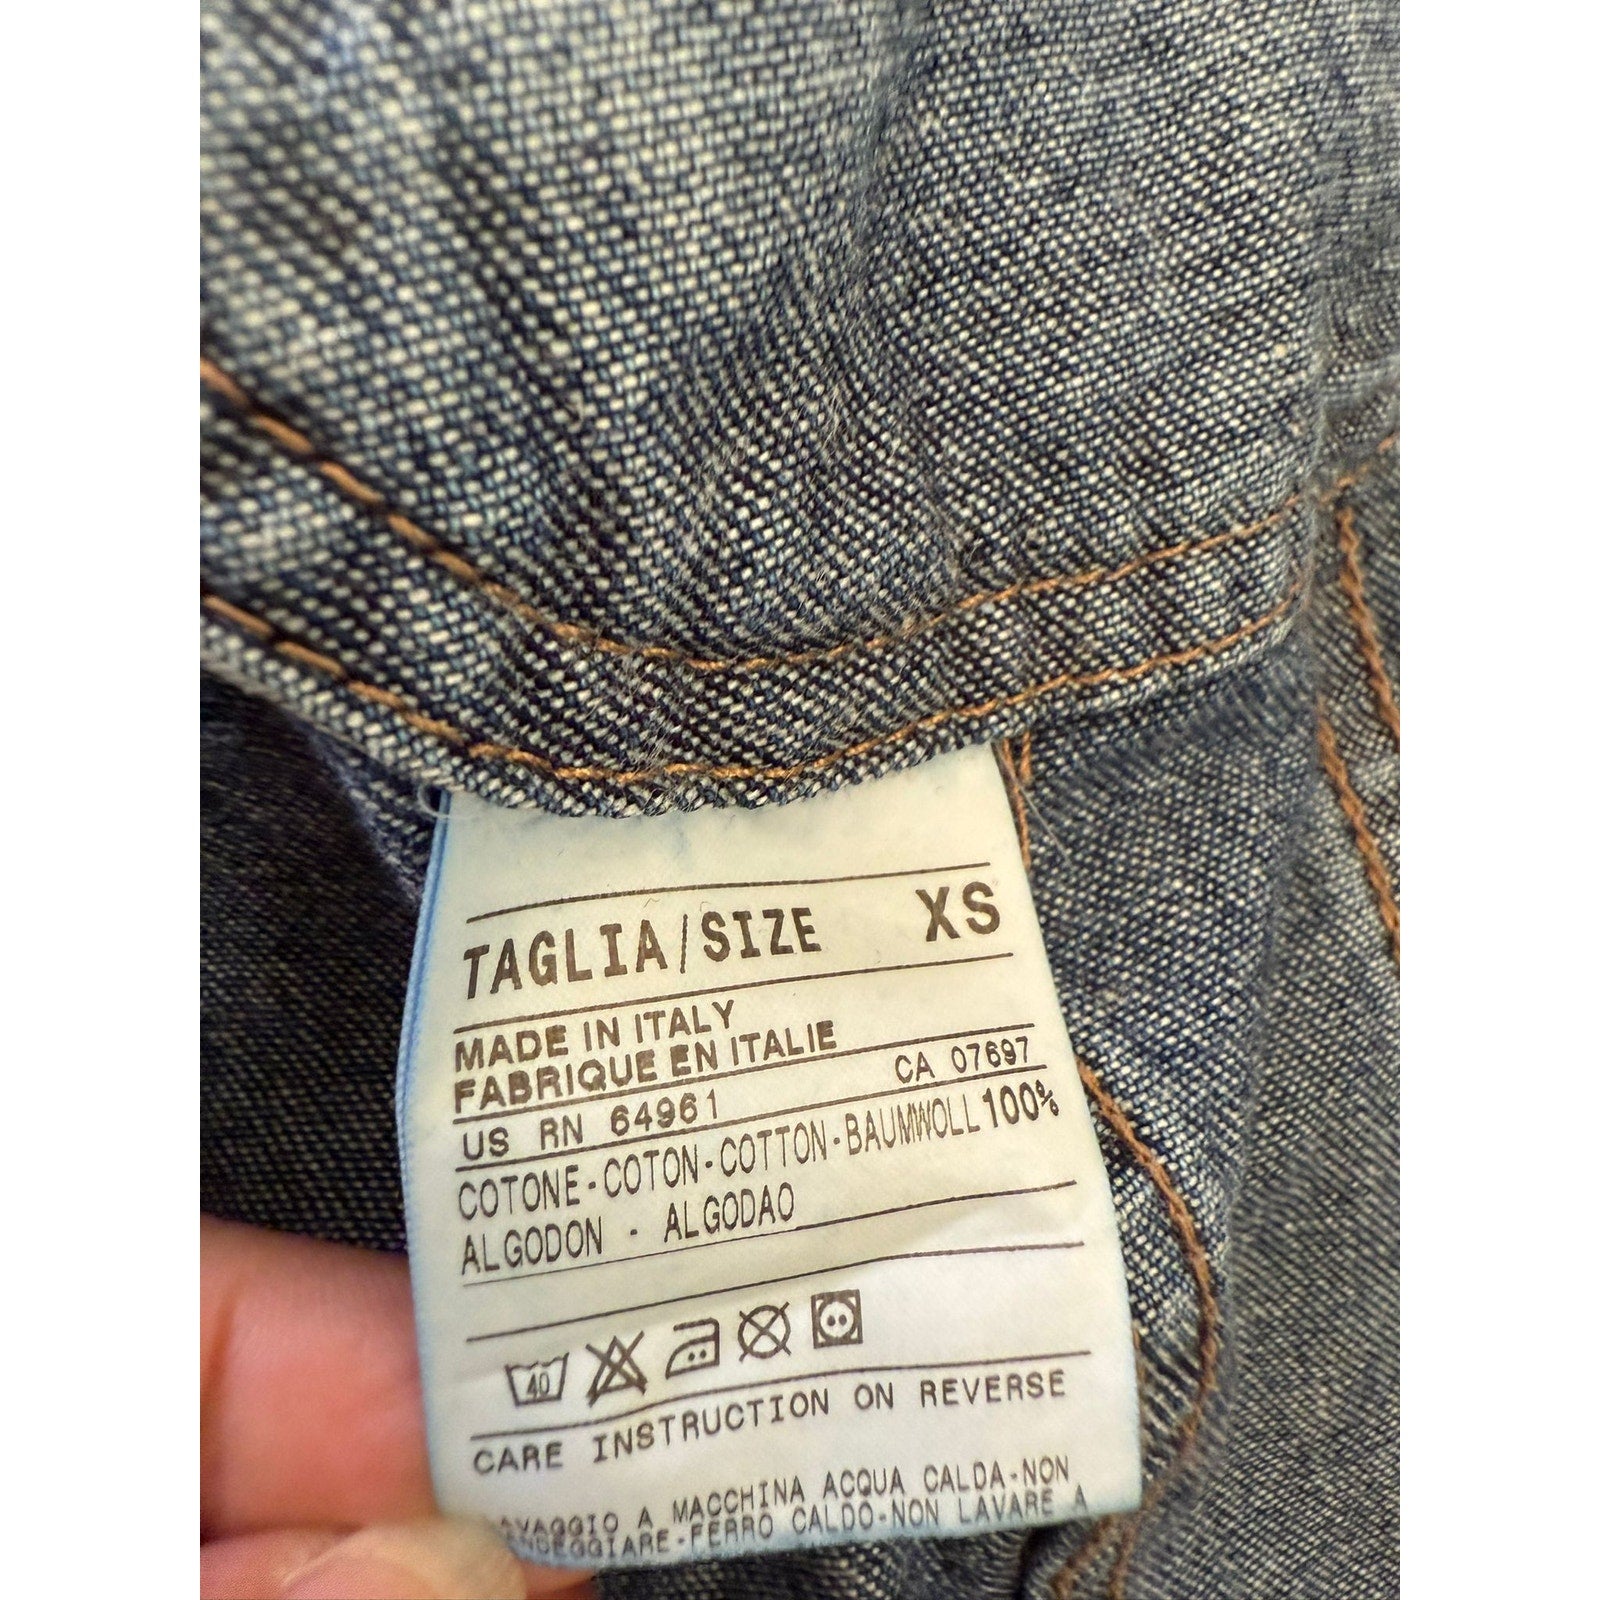 TAGLIA/SIZE XS
MADE IN ITALY
FABRIQUE EN ITALIE
US RN 64961 CA 07697
COTONE-COTON-COTTON-BAUMWOLL 100%
ALGODON - ALGODAO
40
CARE INSTRUCTION ON REVERSE
LAVAGGIO A MACCHINA ACQUA CALDA-NON
CANDEGGIARE-FERRO CALDO-NON LAVARE A